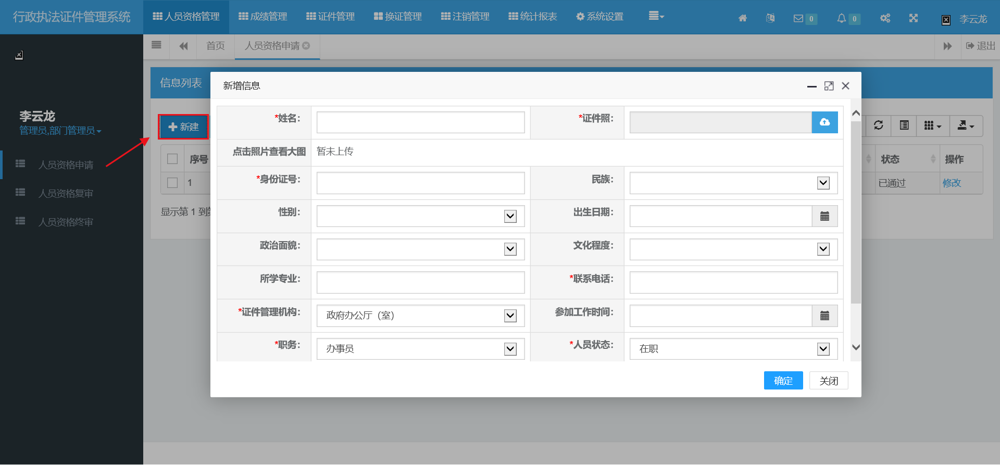 行政执法证件管理系统
人员资格管理 成绩管理 证件管理 换证管理 注销管理 统计报表 系统设置 0 0 李云龙
首页 人员资格申请 退出
信息列表
李云龙
管理员,部门管理员
人员资格申请
人员资格复审
人员资格终审
新建
序号 状态 操作
1 已通过 修改
显示第 1 到
新增信息
*姓名： *证件照：
点击照片查看大图 暂未上传
*身份证号： 民族：
性别： 出生日期：
政治面貌： 文化程度：
所学专业： *联系电话：
*证件管理机构： 政府办公厅（室） 参加工作时间：
*职务： 办事员 *人员状态： 在职
确定 关闭